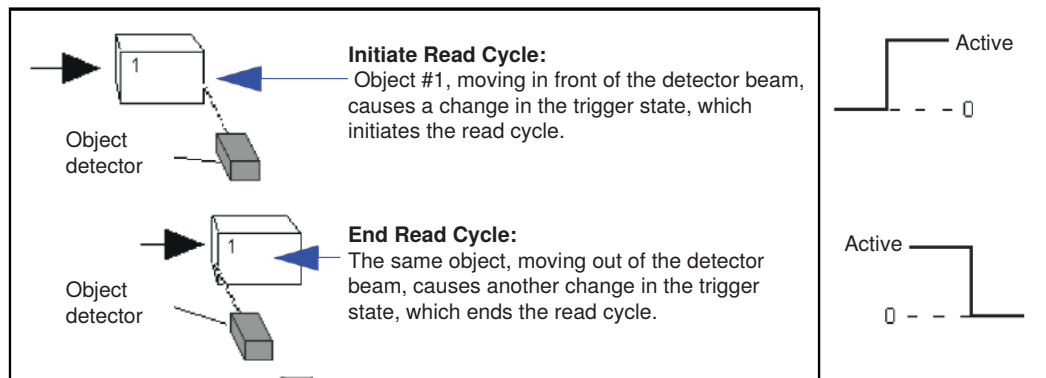 1
Initiate Read Cycle:
Object #1, moving in front of the detector beam,
causes a change in the trigger state, which
initiates the read cycle.
Object
detector
Active
0
1
End Read Cycle:
The same object, moving out of the detector
beam, causes another change in the trigger
state, which ends the read cycle.
Object
detector
Active
0